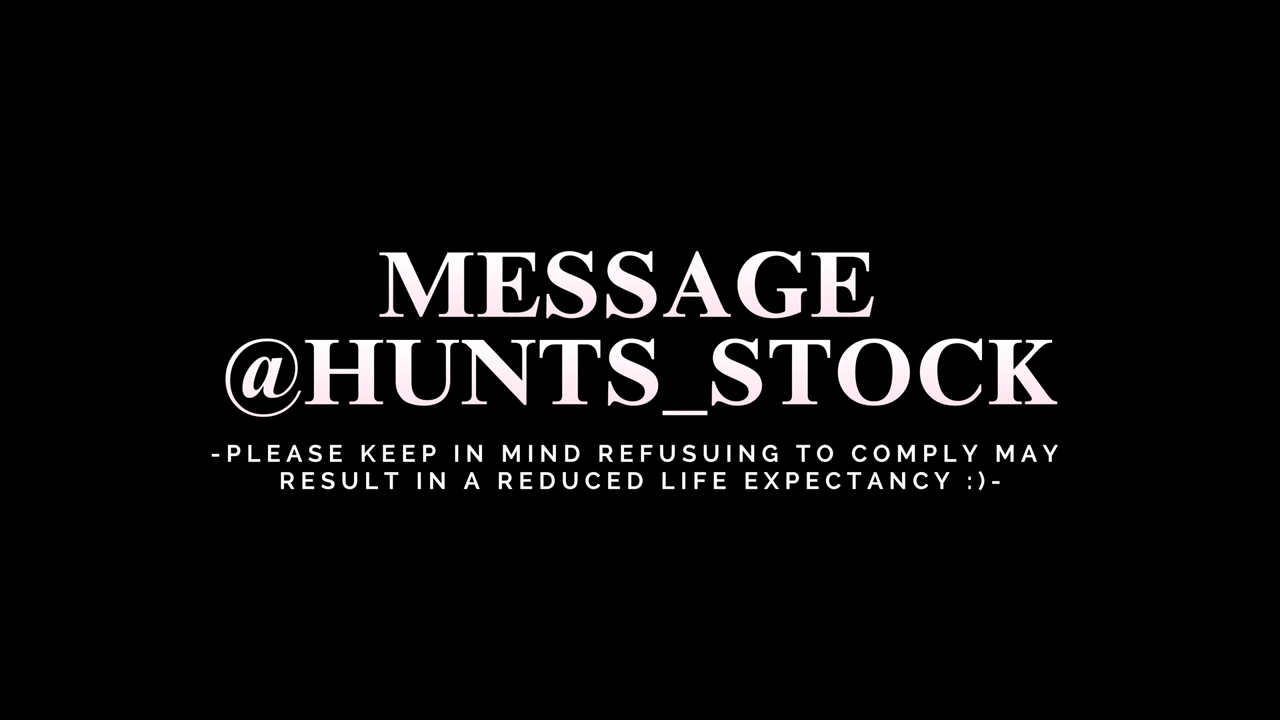 MESSAGE
@HUNTS_STOCK
-PLEASE KEEP IN MIND REFUSUING TO COMPLY MAY
RESULT IN A REDUCED LIFE EXPECTANCY :)-